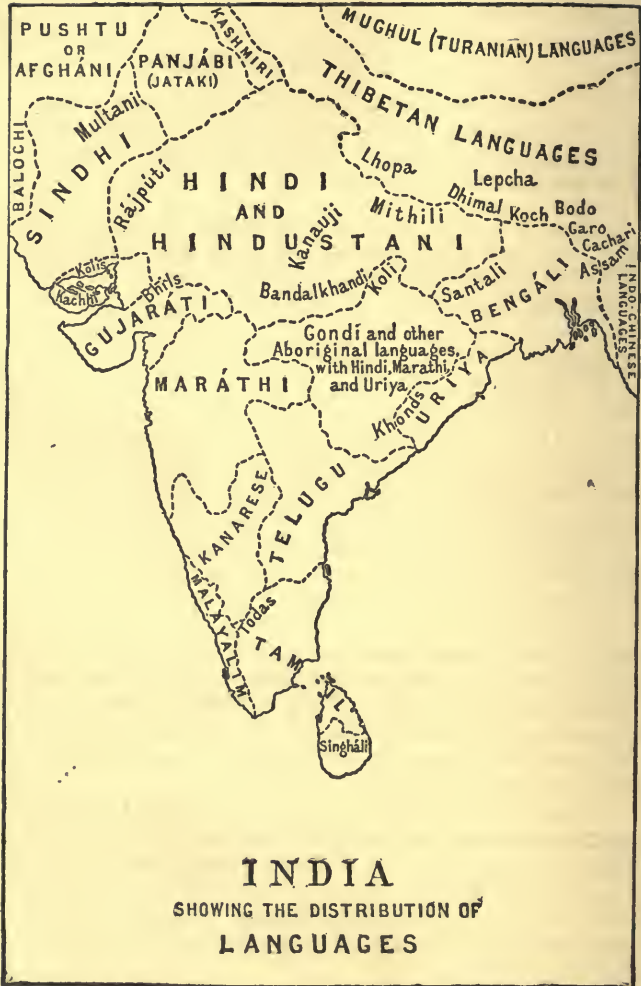 PUSHTU
OR
AFGHÁNI
PANJÁBI
(JATAKI)
KASHMIRI
MUGHUL (TURANIAN) LANGUAGES
THIBETAN LANGUAGES
BALOCHI
SINDHI
Multani
Rájpútí
HINDI
AND
HINDUSTANI
Kanauji
Mithili
Lhopa
Lepcha
Dhimal
Koch
Bodo
Garo
Cachari
Assam
INDO-CHINESE
LANGUAGES
Kolis
Kachhi
Bhils
GUJARATI
Bandalkhandi
Koli
Santali
BENGÁLI
Gondí and other
Aboriginal languages,
with Hindi, Marathi,
and Uriya
MARÁTHI
Khonds
URIYA
KANARESE
TELUGU
MALAYALIM
Todas
TAMIL
Singháli
INDIA
SHOWING THE DISTRIBUTION OF
LANGUAGES